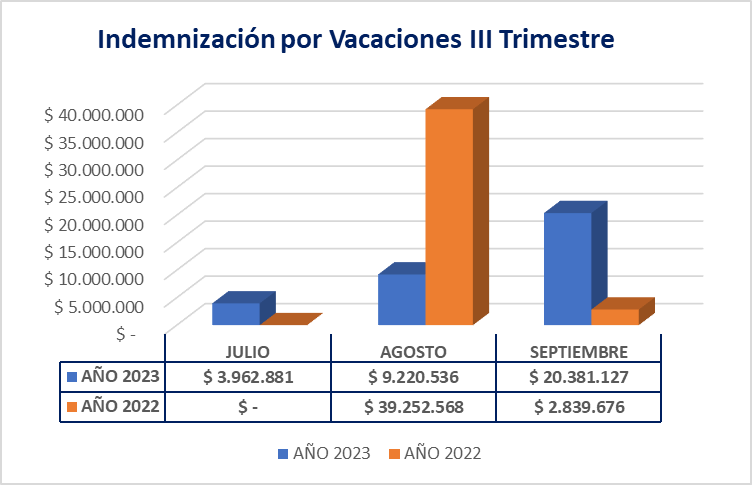 Indemnización por Vacaciones III Trimestre
$ 40.000.000
$ 35.000.000
$ 30.000.000
$ 25.000.000
$ 20.000.000
$ 15.000.000
$ 10.000.000
$ 5.000.000
$ -
JULIO AGOSTO SEPTIEMBRE
AÑO 2023 $ 3.962.881 $ 9.220.536 $ 20.381.127
AÑO 2022 $ - $ 39.252.568 $ 2.839.676
AÑO 2023 AÑO 2022